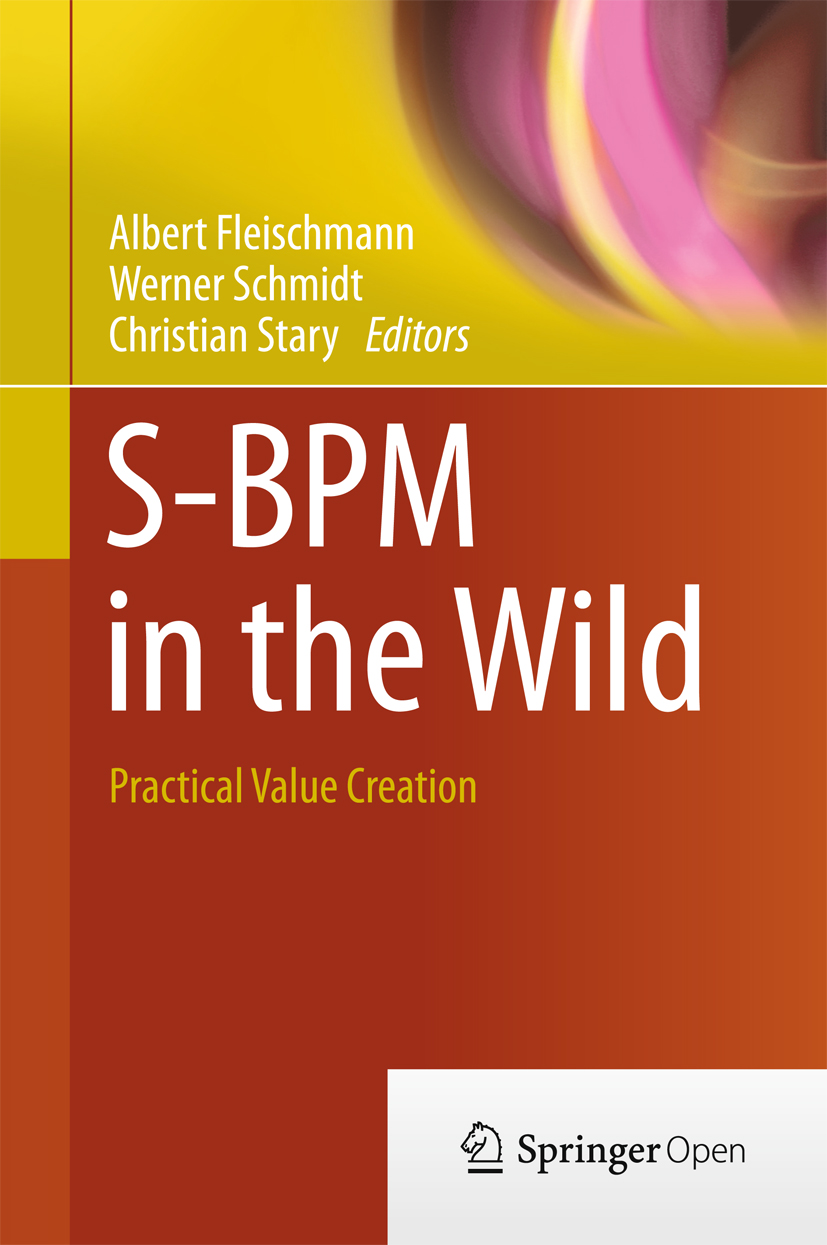 Albert Fleischmann
Werner Schmidt
Christian Stary Editors
S-BPM
in the Wild
Practical Value Creation
Springer Open